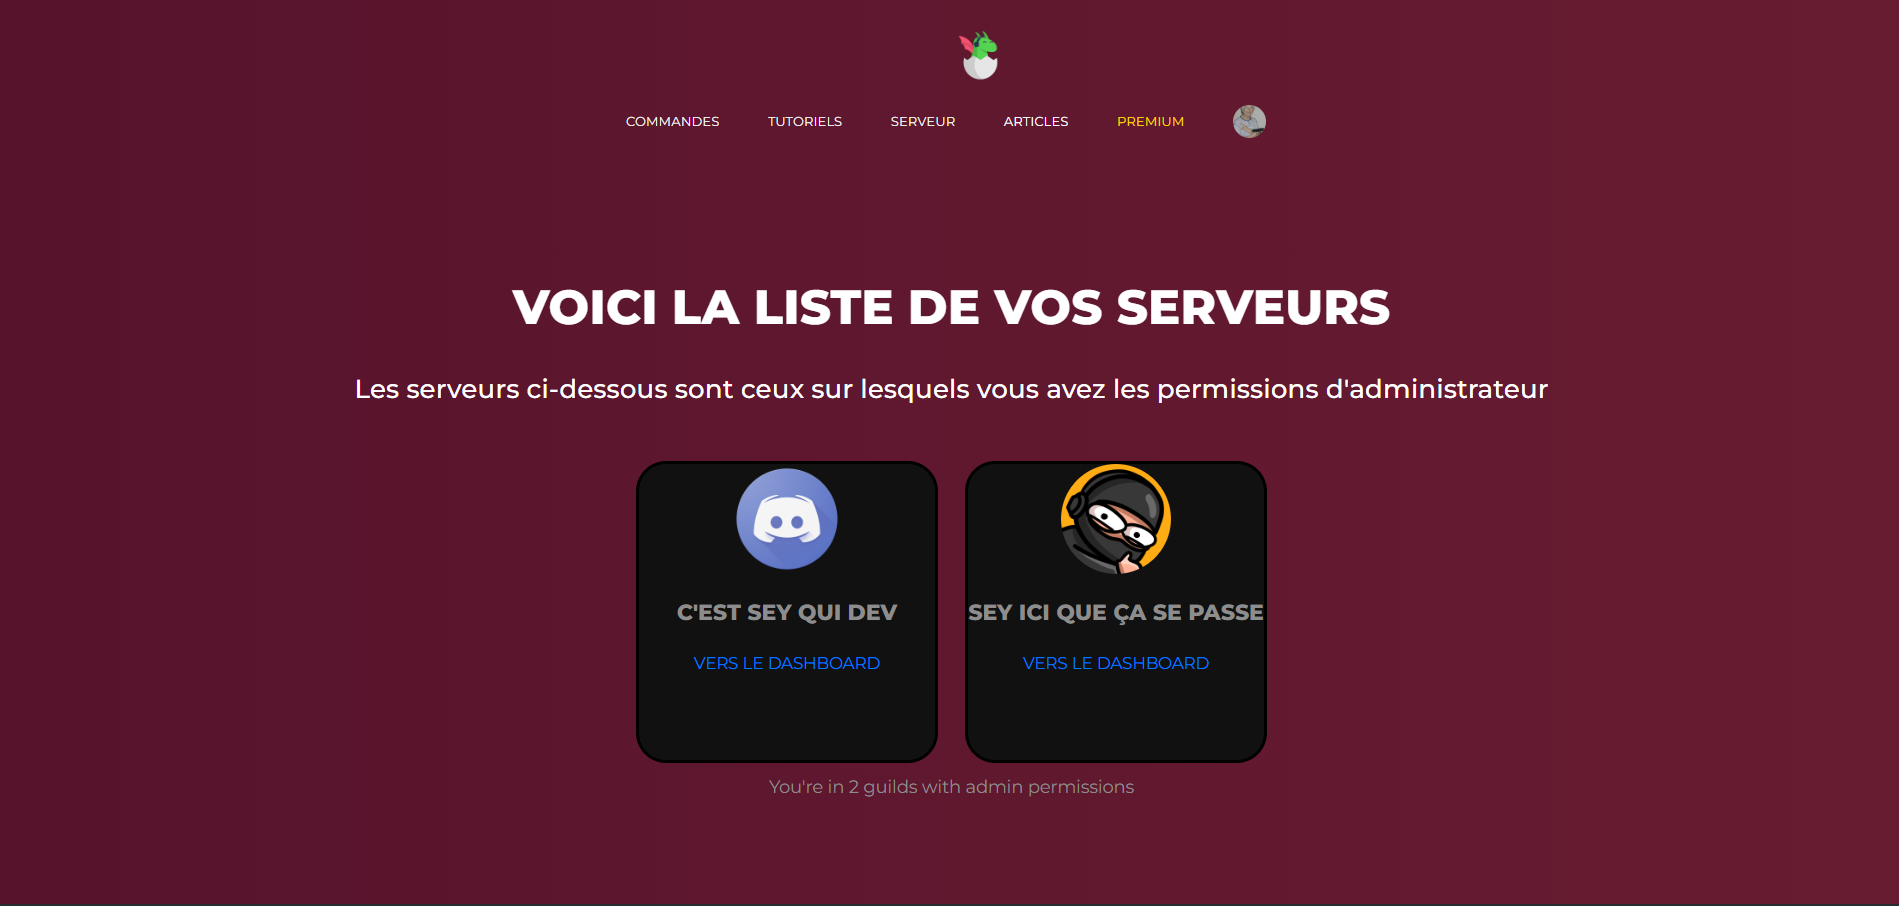 COMMANDES TUTORIELS SERVEUR ARTICLES PREMIUM
VOICI LA LISTE DE VOS SERVEURS
Les serveurs ci-dessous sont ceux sur lesquels vous avez les permissions d'administrateur
C'EST SEY QUI DEV
VERS LE DASHBOARD
SEY ICI QUE ÇA SE PASSE
VERS LE DASHBOARD
You're in 2 guilds with admin permissions